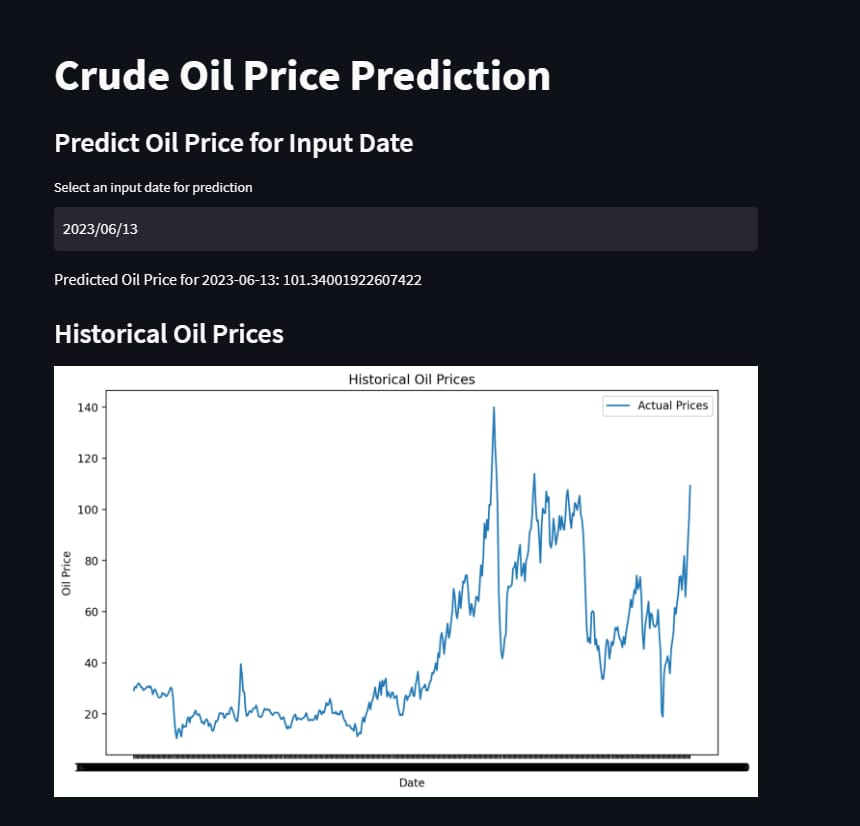 Crude Oil Price Prediction
Predict Oil Price for Input Date
Select an input date for prediction
2023/06/13
Predicted Oil Price for 2023-06-13: 101.34001922607422
Historical Oil Prices
Historical Oil Prices
Actual Prices
140
120
100
80
60
40
20
Oil Price
Date